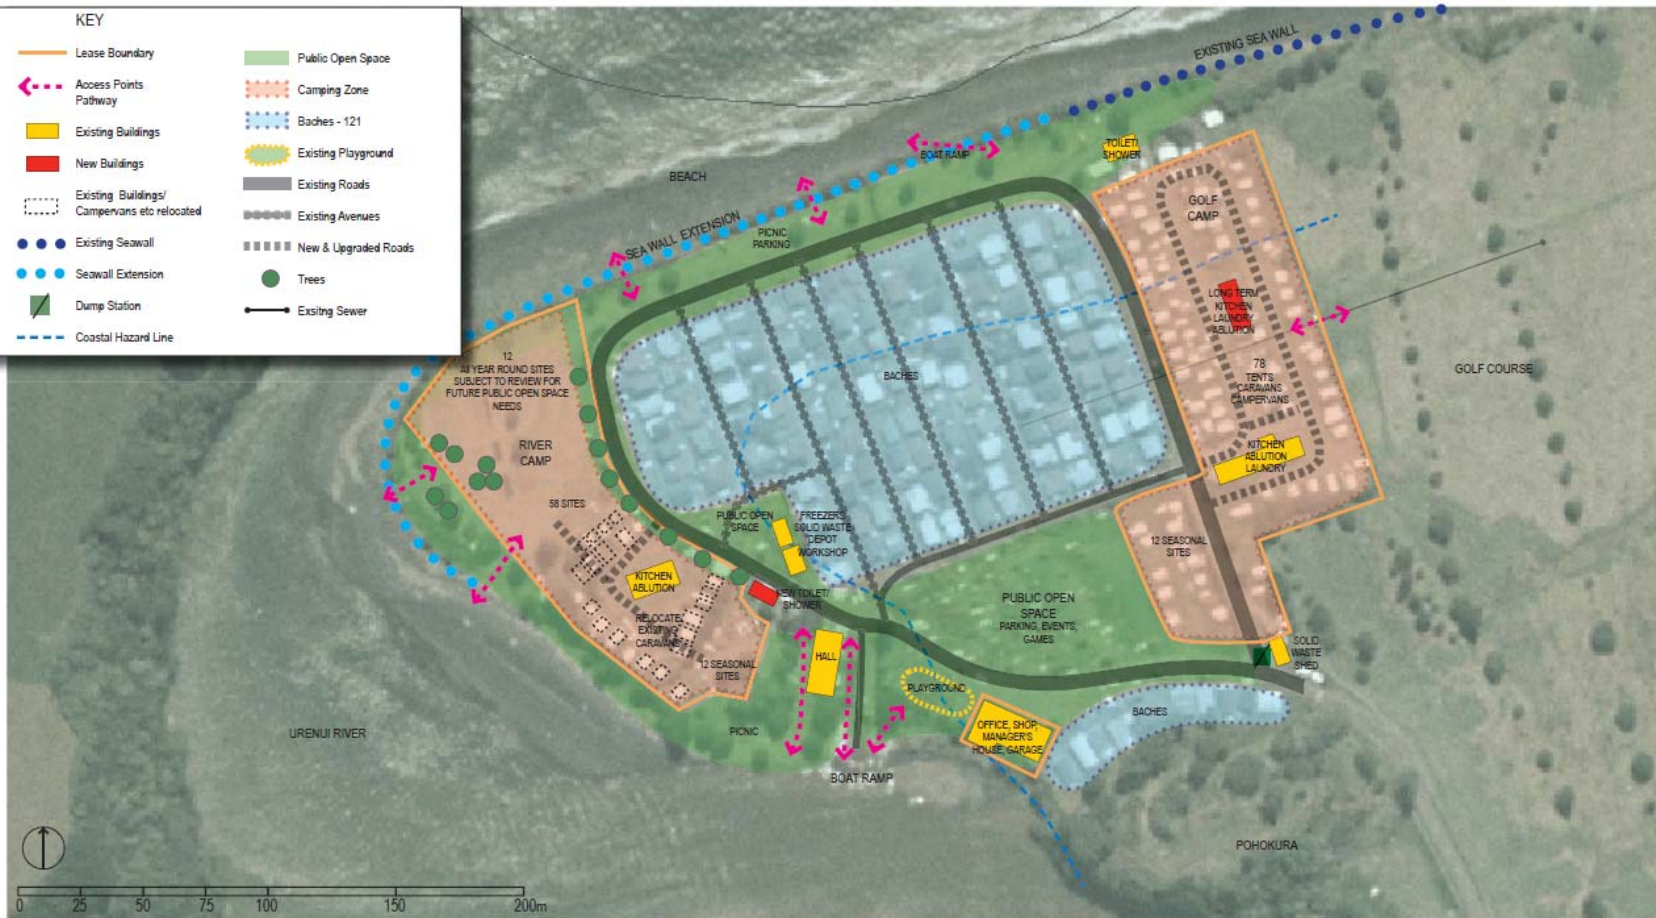 KEY
Lease Boundary
Access Points
Pathway
Existing Buildings
New Buildings
Existing Buildings/
Campervans etc relocated
Existing Seawall
Seawall Extension
Dump Station
Coastal Hazard Line
Public Open Space
Camping Zone
Baches - 121
Existing Playground
Existing Roads
Existing Avenues
New & Upgraded Roads
Trees
Exsitng Sewer
EXISTING SEA WALL
TOILET/
SHOWER
BOAT RAMP
BEACH
SEA WALL EXTENSION
PICNIC
PARKING
GOLF
CAMP
LONG TERM
KITCHEN
LAUNDRY
ABLUTION
78
TENTS
CARAVANS
CAMPERVANS
GOLF COURSE
KITCHEN
ABLUTION
LAUNDRY
12
All YEAR ROUND SITES
SUBJECT TO REVIEW FOR
FUTURE PUBLIC OPEN SPACE
NEEDS
BACHES
RIVER
CAMP
58 SITES
PUBLIC OPEN
SPACE
FREEZERS
SOLID WASTE
DEPOT
WORKSHOP
12 SEASONAL
SITES
KITCHEN
ABLUTION
NEW TOILET/
SHOWER
PUBLIC OPEN
SPACE
PARKING, EVENTS,
GAMES
RELOCATE
EXISTING
CARAVANS
12 SEASONAL
SITES
HALL
SOLID
WASTE
SHED
PLAYGROUND
BACHES
OFFICE, SHOP,
MANAGER'S
HOUSE, GARAGE
PICNIC
URENUI RIVER
BOAT RAMP
POHOKURA
0 25 50 75 100 150 200m